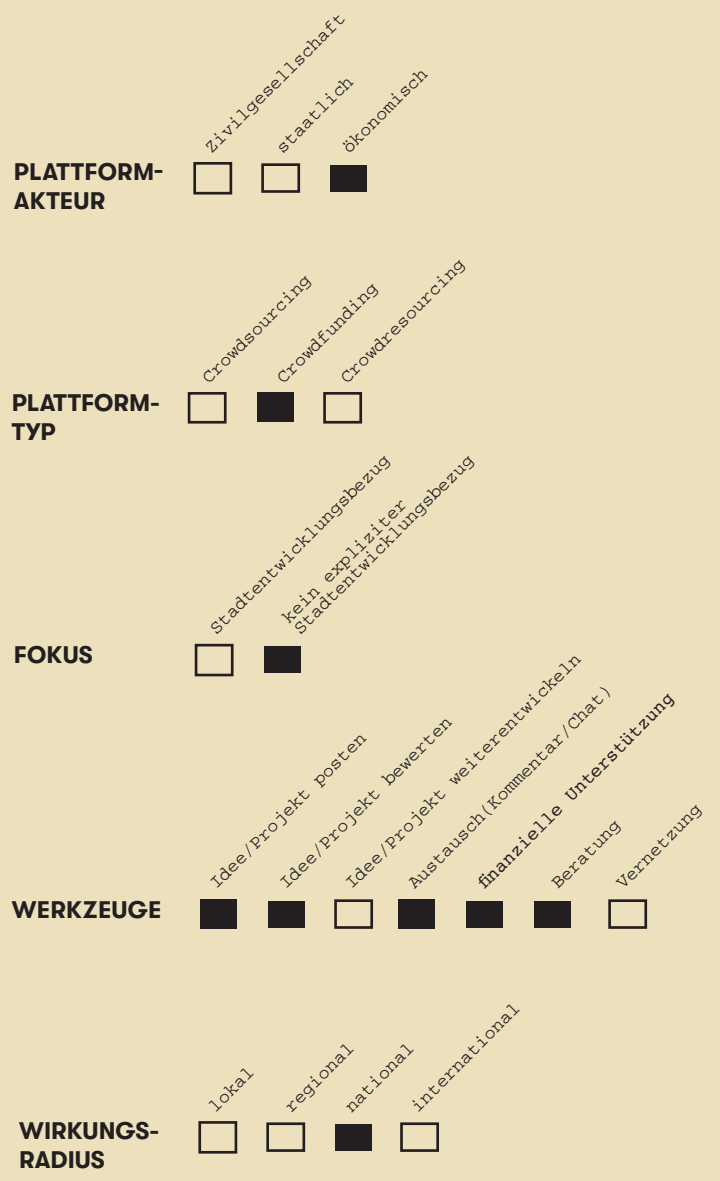 Zivilgesellschaft
staatlich
ökonomisch
PLATTFORM-
AKTEUR
Crowdsourcing
Crowdfunding
Crowdresourcing
PLATTFORM-
TYP
Stadtentwicklungsbezug
kein expliziter
Stadtentwicklungsbezug
FOKUS
Idee/Projekt posten
Idee/Projekt bewerten
Idee/Projekt weiterentwickeln
Austausch(Kommentar/Chat)
finanzielle Unterstützung
Beratung
Vernetzung
WERKZEUGE
lokal
regional
national
international
WIRKUNGS-
RADIUS